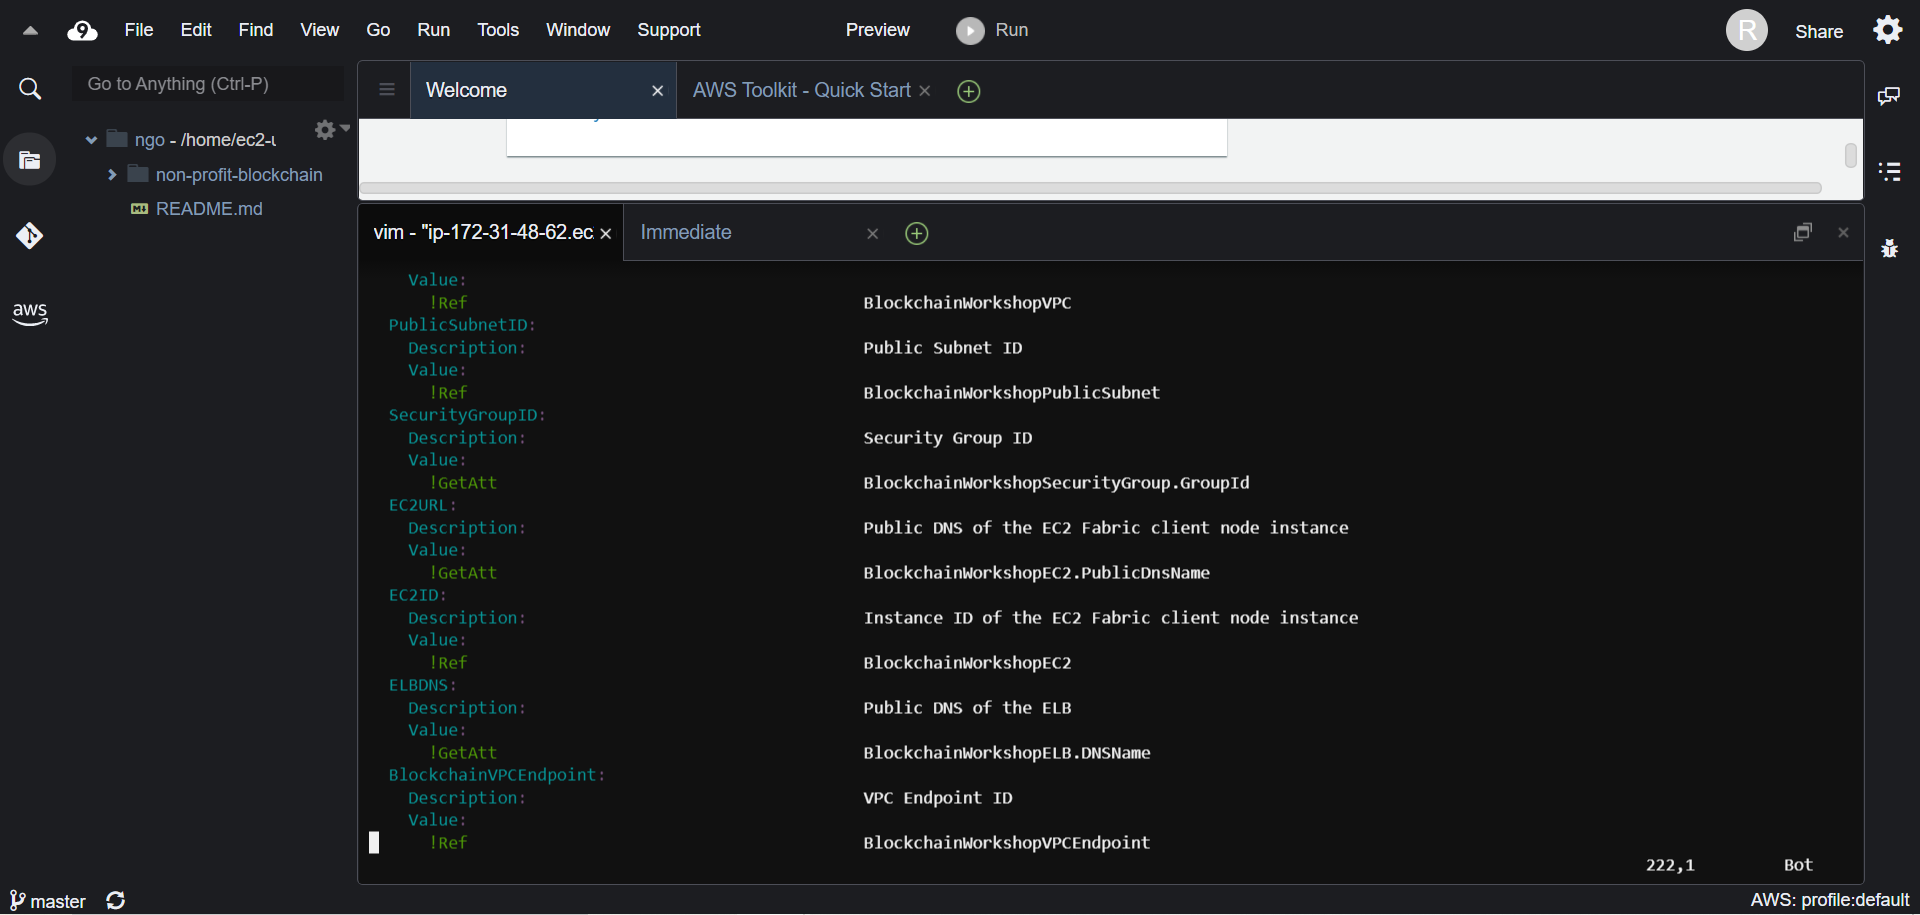 File Edit Find View Go Run Tools Window Support Preview Run R Share
Go to Anything (Ctrl-P)
Welcome
AWS Toolkit - Quick Start
ngo - /home/ec2-u
non-profit-blockchain
README.md
aws
vim - "ip-172-31-48-62.ec
Immediate
Value:
!Ref BlockchainWorkshopVPC
PublicSubnetID:
Description: Public Subnet ID
Value:
!Ref BlockchainWorkshopPublicSubnet
SecurityGroupID:
Description: Security Group ID
Value:
!GetAtt BlockchainWorkshopSecurityGroup.GroupId
EC2URL:
Description: Public DNS of the EC2 Fabric client node instance
Value:
!GetAtt BlockchainWorkshopEC2.PublicDnsName
EC2ID:
Description: Instance ID of the EC2 Fabric client node instance
Value:
!Ref BlockchainWorkshopEC2
ELBDNS:
Description: Public DNS of the ELB
Value:
!GetAtt BlockchainWorkshopELB.DNSName
BlockchainVPCEndpoint:
Description: VPC Endpoint ID
Value:
!Ref BlockchainWorkshopVPCEndpoint
222,1 Bot
master
AWS: profile:default